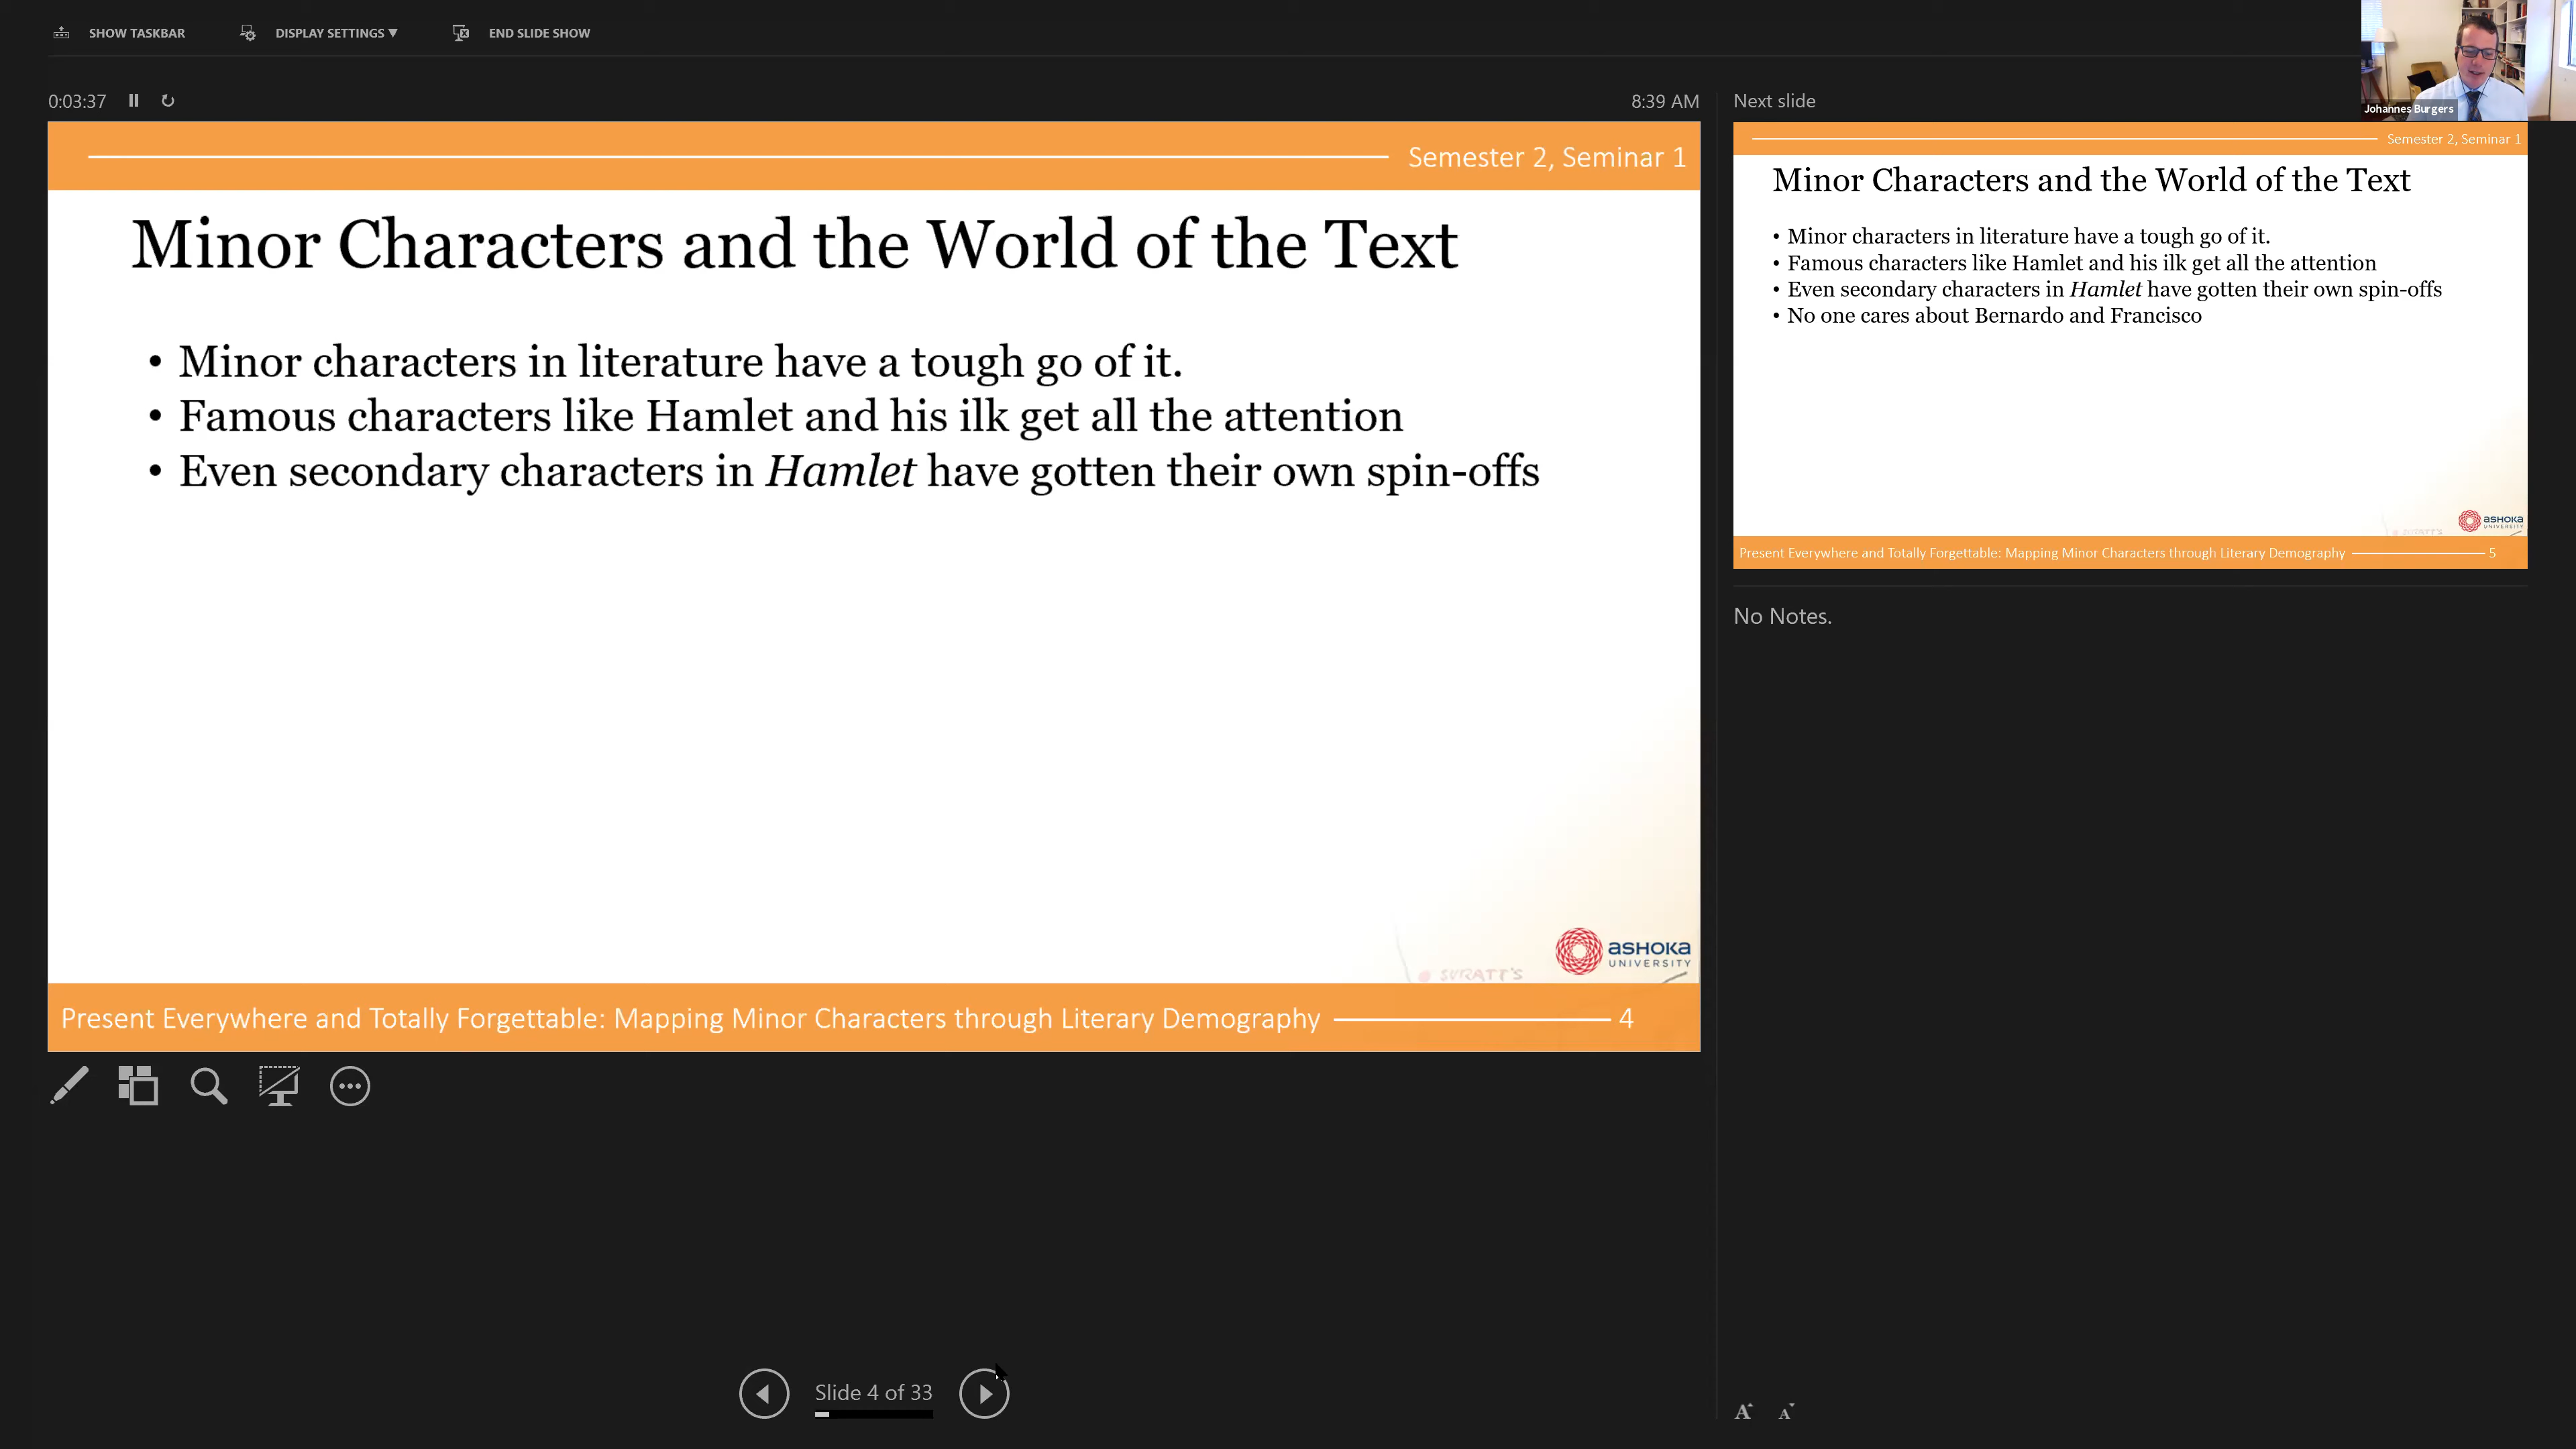 SHOW TASKBAR
DISPLAY SETTINGS ▼
END SLIDE SHOW
Johannes Burgers
0:03:37
8:39 AM
Semester 2, Seminar 1
Minor Characters and the World of the Text
• Minor characters in literature have a tough go of it.
• Famous characters like Hamlet and his ilk get all the attention
• Even secondary characters in Hamlet have gotten their own spin-offs
SURATT'S
ASHOKA
UNIVERSITY
Present Everywhere and Totally Forgettable: Mapping Minor Characters through Literary Demography
4
Slide 4 of 33
Next slide
Semester 2, Seminar 1
Minor Characters and the World of the Text
• Minor characters in literature have a tough go of it.
• Famous characters like Hamlet and his ilk get all the attention
• Even secondary characters in Hamlet have gotten their own spin-offs
• No one cares about Bernardo and Francisco
SURATT'S
ASHOKA
UNIVERSITY
Present Everywhere and Totally Forgettable: Mapping Minor Characters through Literary Demography
5
No Notes.
A A